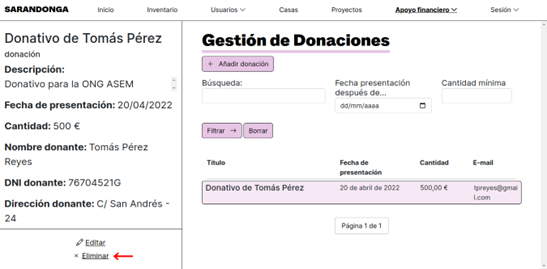 SARANDONGA
Inicio
Inventario
Usuarios
Casas
Proyectos
Apoyo financiero
Sesión
Donativo de Tomás Pérez
donación
Descripción:
Donativo para la ONG ASEM
Fecha de presentación: 20/04/2022
Cantidad: 500 €
Nombre donante: Tomás Pérez
Reyes
DNI donante: 76704521G
Dirección donante: C/ San Andrés -
24
Editar
× Eliminar
Gestión de Donaciones
+ Añadir donación
Búsqueda:
Fecha presentación
después de...
dd/mm/aaaa
Cantidad mínima
Filtrar →
Borrar
Título
Fecha de
presentación
Cantidad
E-mail
Donativo de Tomás Pérez
20 de abril de 2022
500,00 €
tpreyes@gmai
l.com
Página 1 de 1